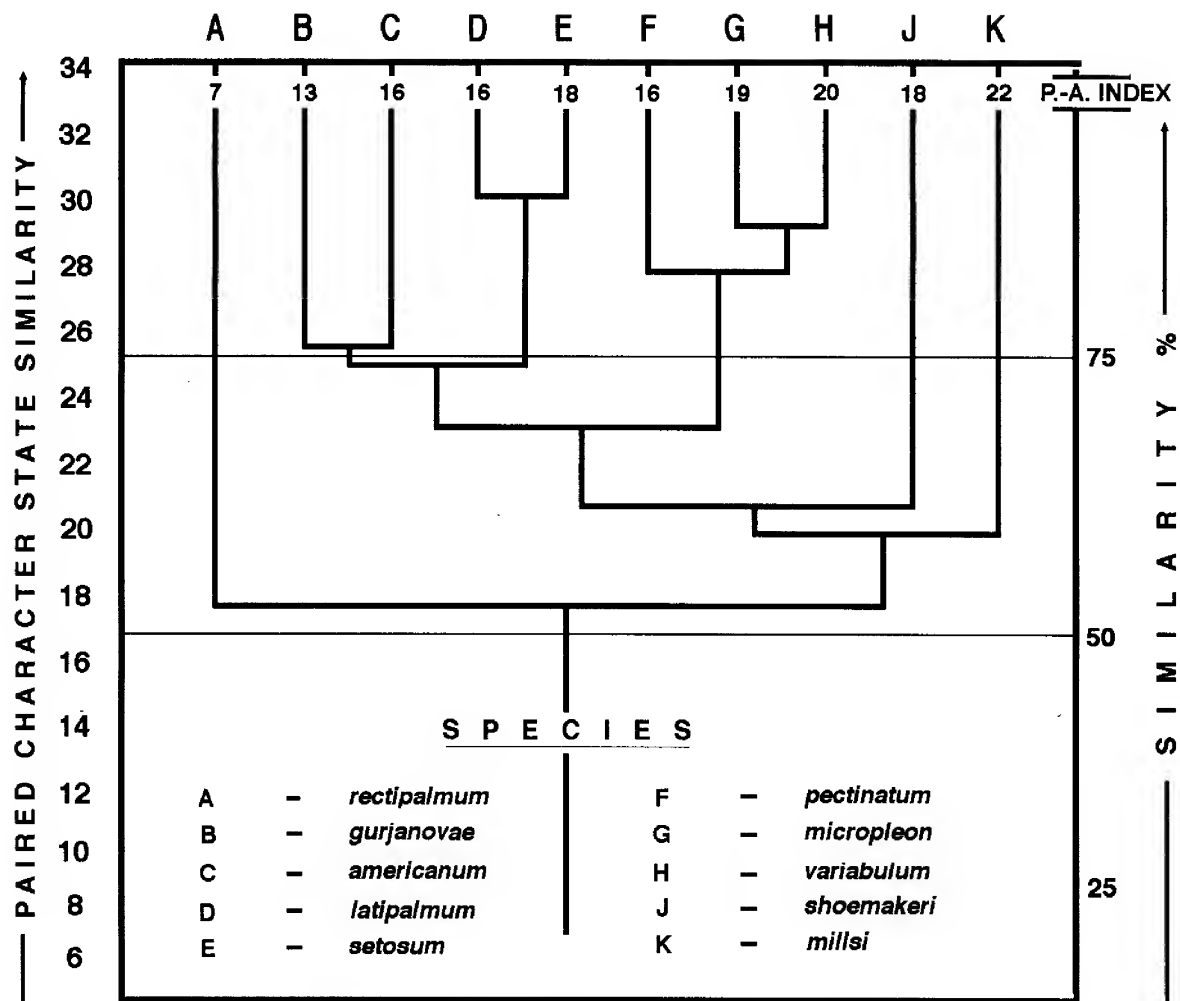 A B C D E F G H J K
7 13 16 16 18 16 19 20 18 22 P.-A. INDEX
PAIRED CHARACTER STATE SIMILARITY
34
32
30
28
26
24
22
20
18
16
14
12
10
8
6
75
50
25
SIMILARITY %
SPECIES
A – rectipalmum
B – gurjanovae
C – americanum
D – latipalmum
E – setosum
F – pectinatum
G – micropleon
H – variabulum
J – shoemakeri
K – millsi